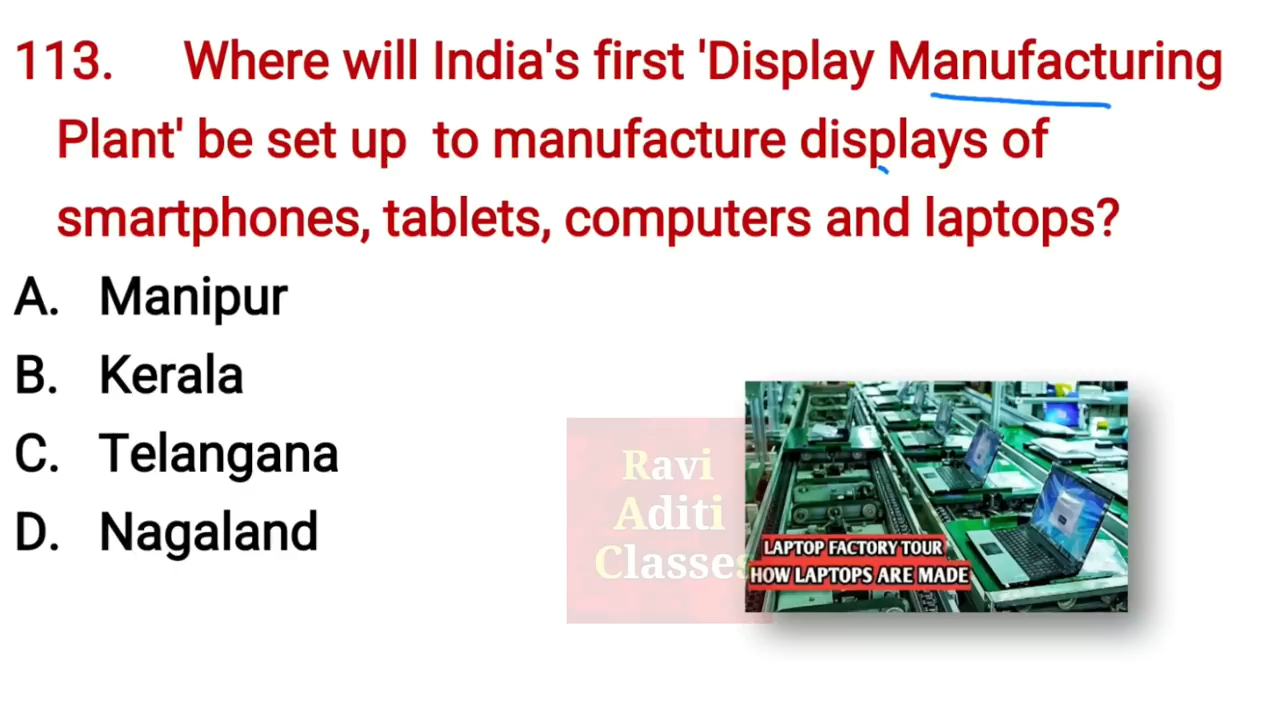 113. Where will India's first 'Display Manufacturing
Plant' be set up to manufacture displays of
smartphones, tablets, computers and laptops?
A. Manipur
B. Kerala
C. Telangana
D. Nagaland
Ravi
Aditi
Classes
LAPTOP FACTORY TOUR
HOW LAPTOPS ARE MADE